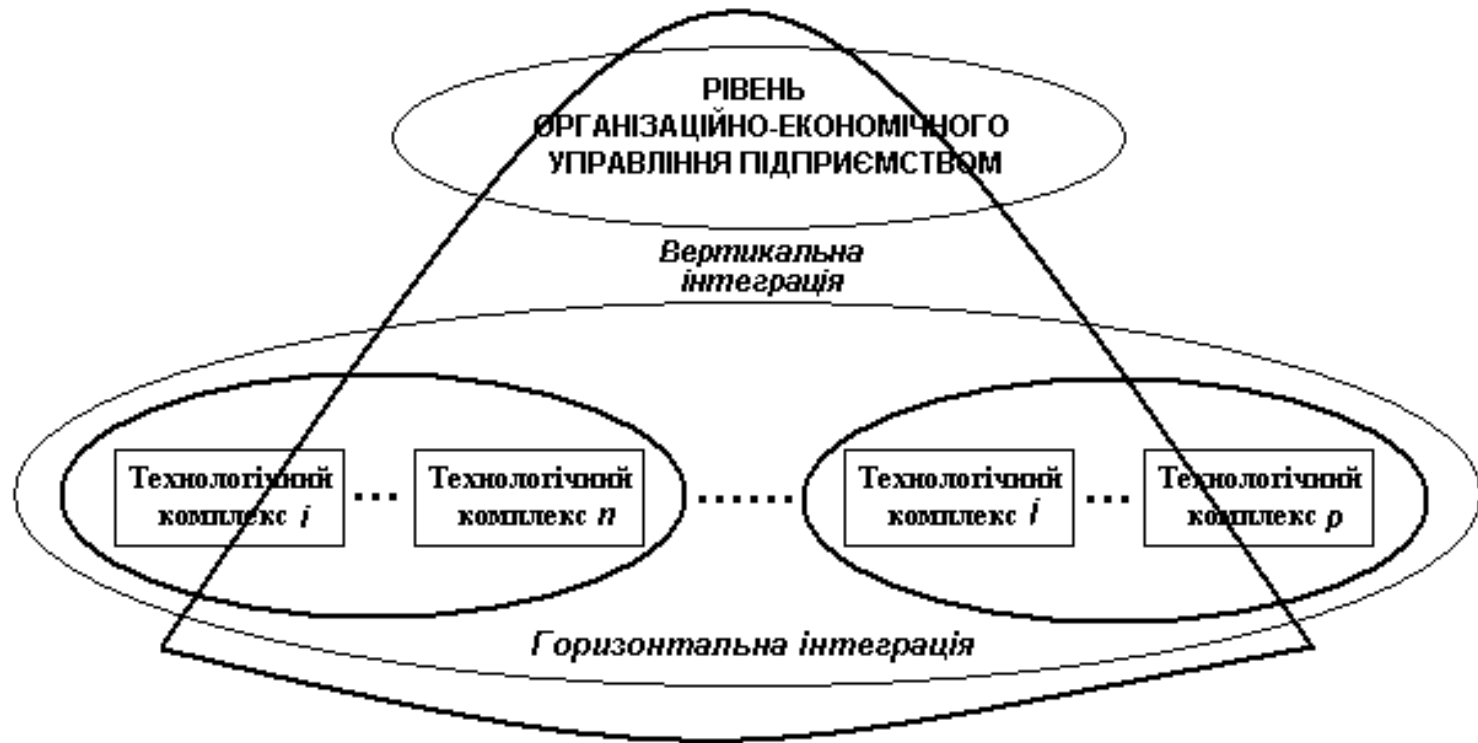 РІВЕНЬ
ОРГАНІЗАЦІЙНО-ЕКОНОМІЧНОГО
УПРАВЛІННЯ ПІДПРИЄМСТВОМ
Вертикальна
інтеграція
Технологічний
комплекс i
...
Технологічний
комплекс n
......
Технологічний
комплекс l
...
Технологічний
комплекс p
Горизонтальна інтеграція